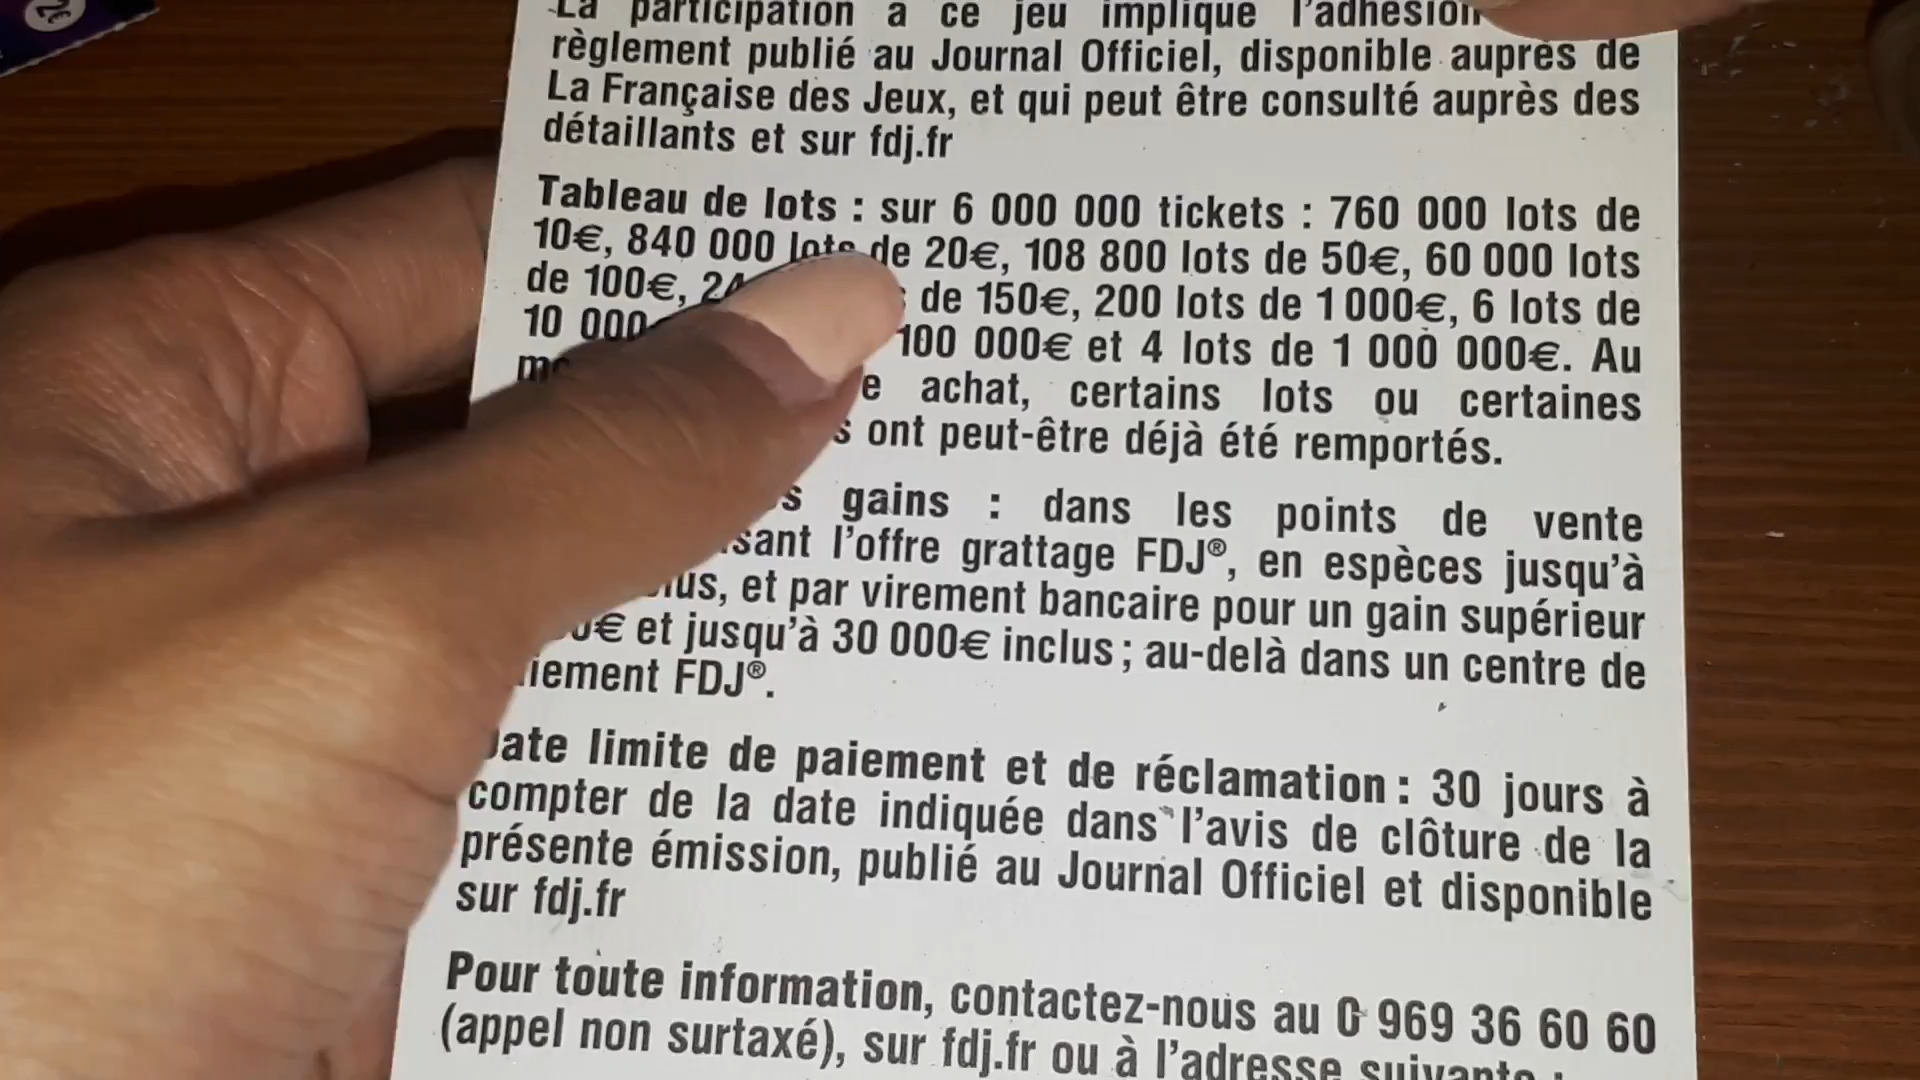 2€
La participation à ce jeu implique l'adhésion
règlement publié au Journal Officiel, disponible auprès de
La Française des Jeux, et qui peut être consulté auprès des
détaillants et sur fdj.fr
Tableau de lots : sur 6 000 000 tickets : 760 000 lots de
10€, 840 000 lots de 20€, 108 800 lots de 50€, 60 000 lots
de 100€, de 150€, 200 lots de 1 000€, 6 lots de
10 000 100 000€ et 4 lots de 1 000 000€. Au
achat, certains lots ou certaines
ont peut-être déjà été remportés.
gains : dans les points de vente
l'offre grattage FDJ®, en espèces jusqu'à
et par virement bancaire pour un gain supérieur
et jusqu'à 30 000€ inclus ; au-delà dans un centre de
FDJ®.
limite de paiement et de réclamation : 30 jours à
compter de la date indiquée dans l'avis de clôture de la
présente émission, publié au Journal Officiel et disponible
sur fdj.fr
Pour toute information, contactez-nous au 0 969 36 60 60
(appel non surtaxé), sur fdj.fr ou à l'adresse suivante :